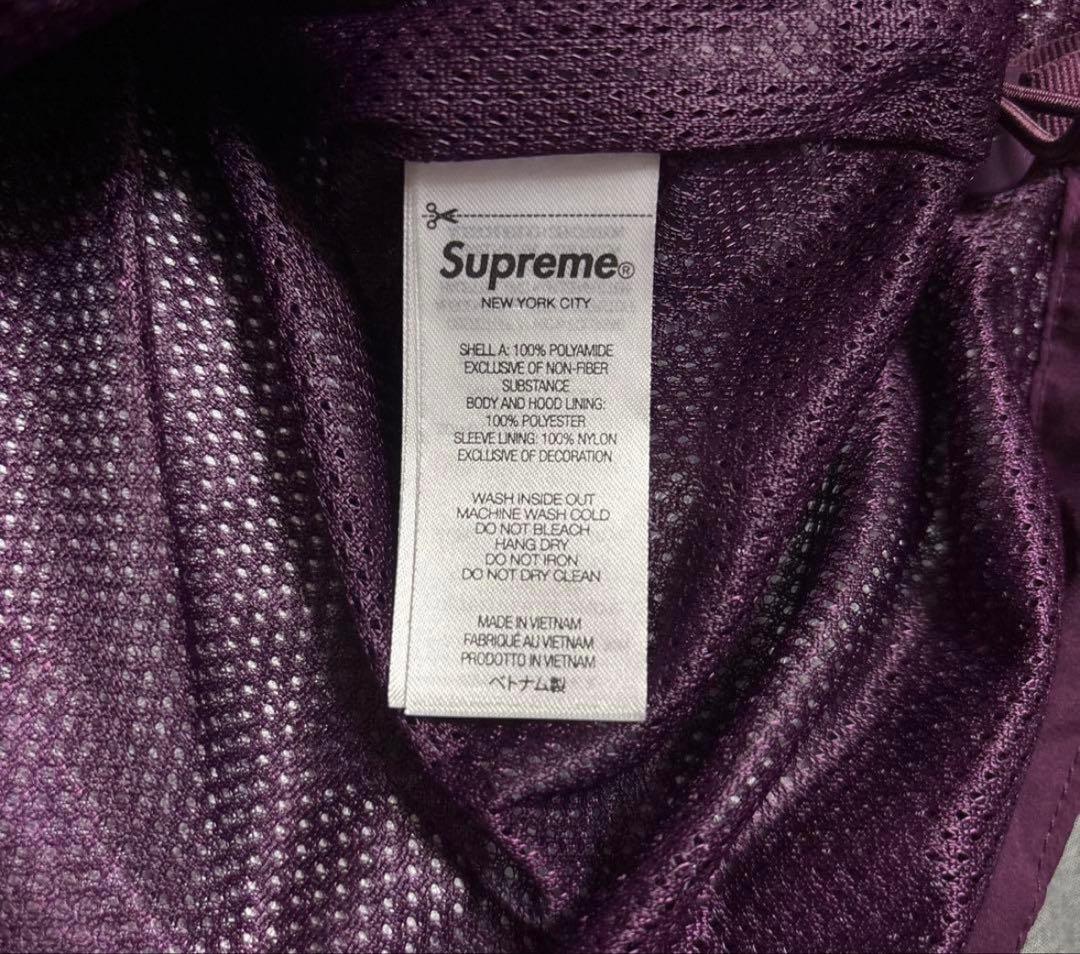 Supreme®
NEW YORK CITY
SHELL A: 100% POLYAMIDE
EXCLUSIVE OF NON-FIBER
SUBSTANCE
BODY AND HOOD LINING:
100% POLYESTER
SLEEVE LINING: 100% NYLON
EXCLUSIVE OF DECORATION
WASH INSIDE OUT
MACHINE WASH COLD
DO NOT BLEACH
HANG DRY
DO NOT IRON
DO NOT DRY CLEAN
MADE IN VIETNAM
FABRIQUÉ AU VIETNAM
PRODOTTO IN VIETNAM
ベトナム製